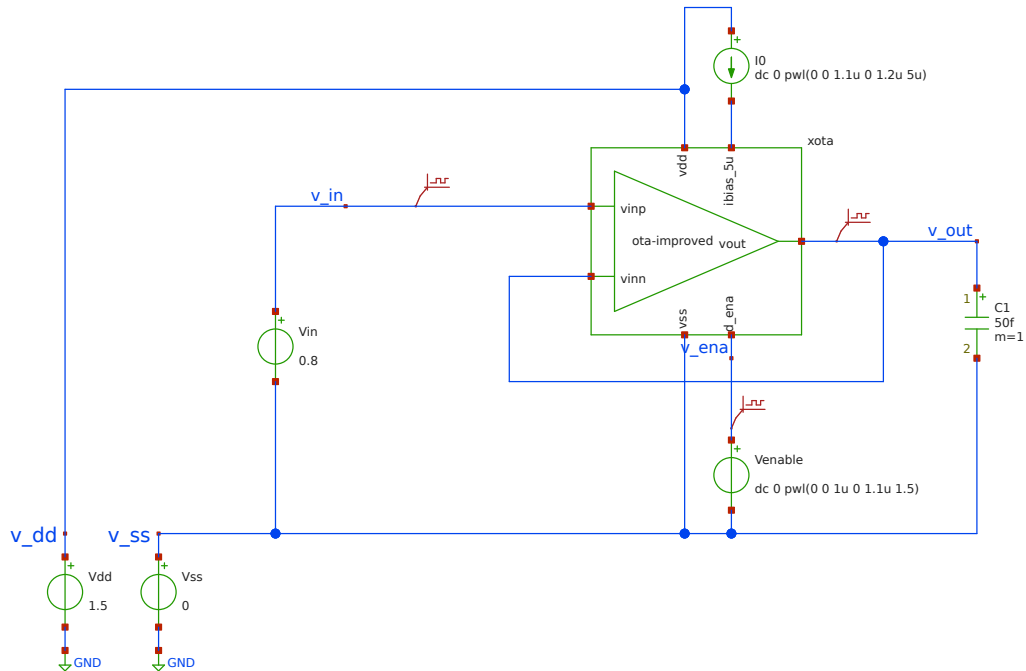 I0
dc 0 pwl(0 0 1.1u 0 1.2u 5u)
xota
vdd
ibias_5u
v_in
vinp
ota-improved
vout
vinn
v_out
vss
d_ena
v_ena
1
C1
50f
m=1
2
Vin
0.8
Venable
dc 0 pwl(0 0 1u 0 1.1u 1.5)
v_dd
v_ss
Vdd
1.5
Vss
0
GND
GND